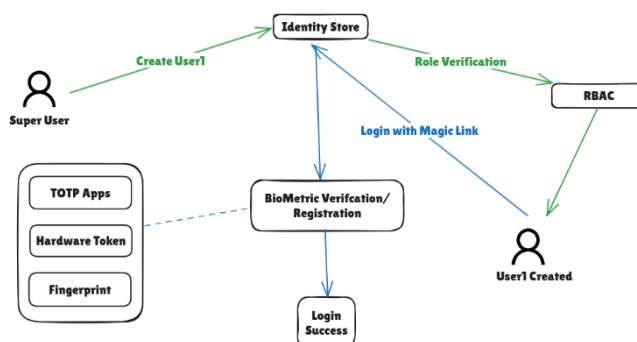 Identity Store
Create User1
Role Verification
RBAC
Super User
Login with Magic Link
TOTP Apps
BioMetric Verifcation/
Registration
Hardware Token
User1 Created
Fingerprint
Login
Success